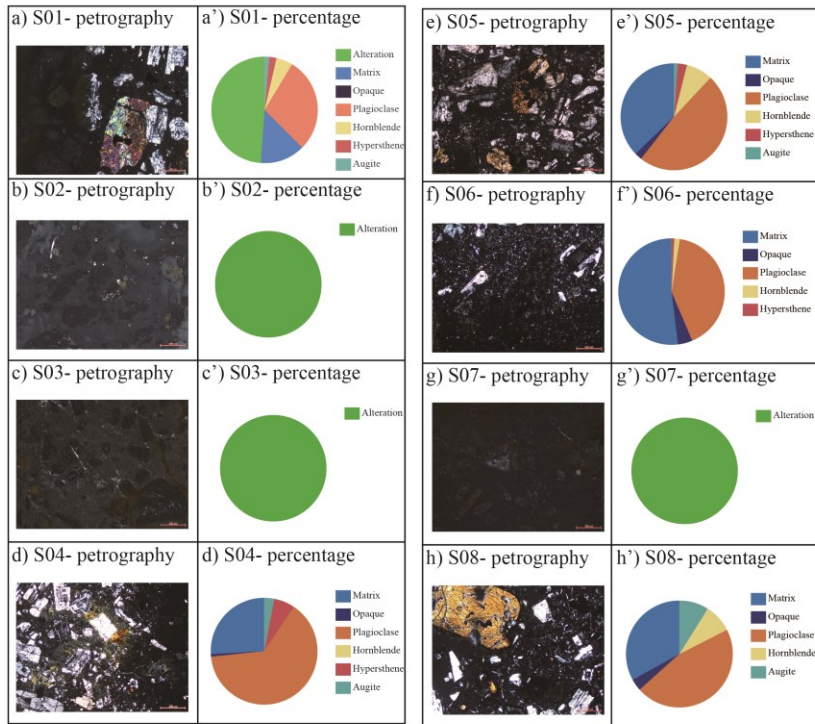 a) S01- petrography
a') S01- percentage
Alteration
Matrix
Opaque
Plagioclase
Hornblende
Hypersthene
Augite
b) S02- petrography
b') S02- percentage
Alteration
c) S03- petrography
c') S03- percentage
Alteration
d) S04- petrography
d) S04- percentage
Matrix
Opaque
Plagioclase
Hornblende
Hypersthene
Augite
e) S05- petrography
e') S05- percentage
Matrix
Opaque
Plagioclase
Hornblende
Hypersthene
Augite
f) S06- petrography
f') S06- percentage
Matrix
Opaque
Plagioclase
Hornblende
Hypersthene
g) S07- petrography
g') S07- percentage
Alteration
h) S08- petrography
h') S08- percentage
Matrix
Opaque
Plagioclase
Hornblende
Augite